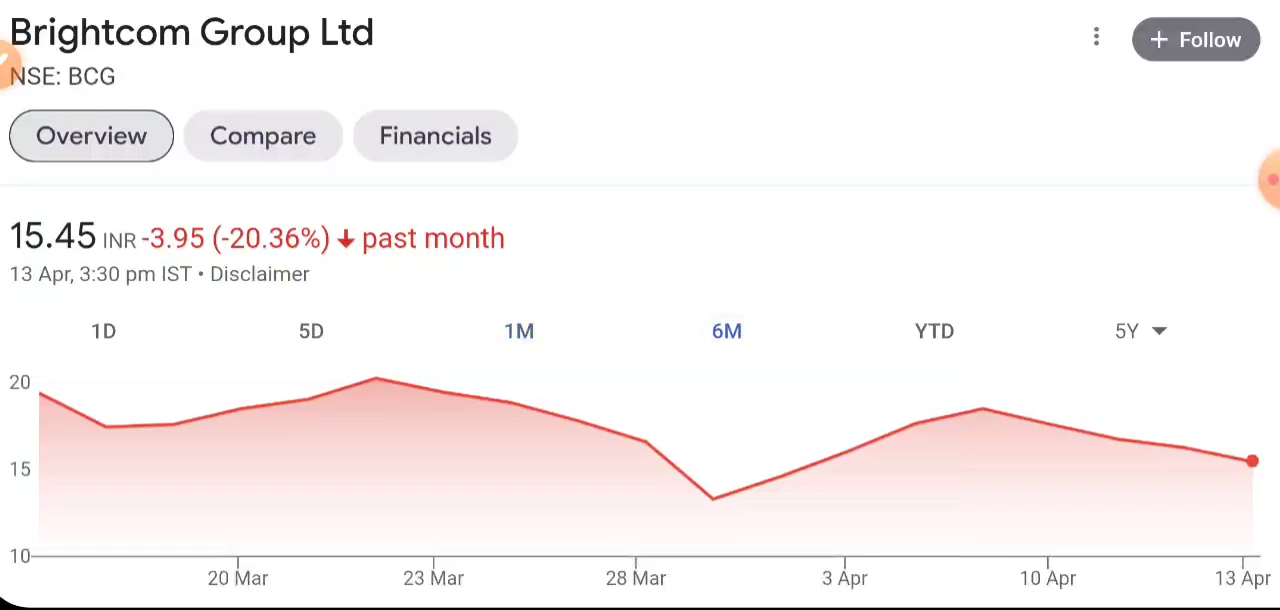 Brightcom Group Ltd
+ Follow
NSE: BCG
Overview Compare Financials
15.45 INR -3.95 (-20.36%) ↓ past month
13 Apr, 3:30 pm IST • Disclaimer
1D 5D 1M 6M YTD 5Y
20
15
10
20 Mar 23 Mar 28 Mar 3 Apr 10 Apr 13 Apr